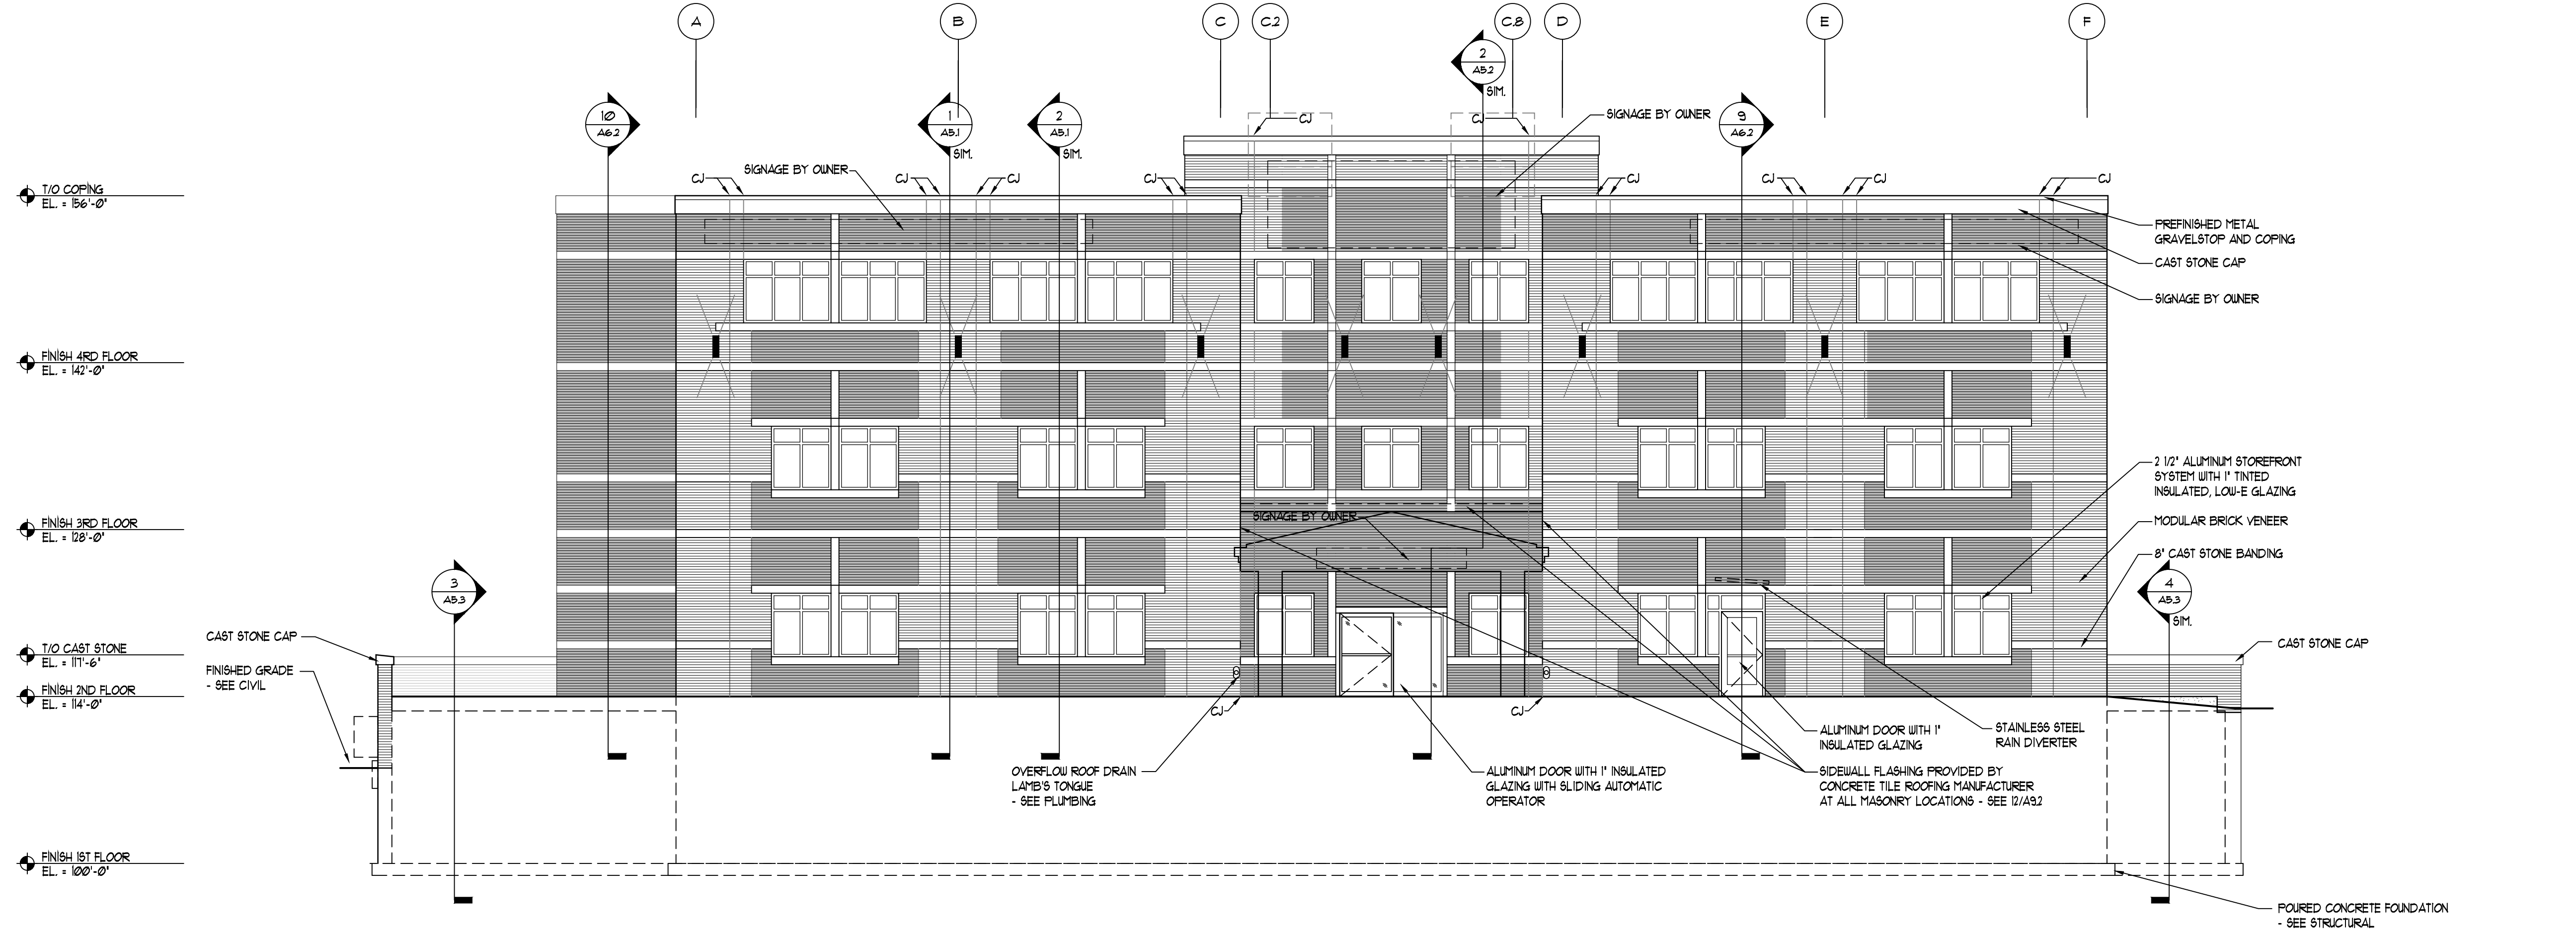 A
B
C
C.2
C.8
D
E
F
2
A5.2
SIM.
10
A6.2
1
A5.1
SIM.
2
A5.1
SIM.
9
A6.2
CJ
CJ
SIGNAGE BY OWNER
SIGNAGE BY OWNER
CJ
CJ
CJ
CJ
CJ
CJ
CJ
CJ
T/O COPING
EL. = 156'-0"
PREFINISHED METAL
GRAVELSTOP AND COPING
CAST STONE CAP
SIGNAGE BY OWNER
FINISH 4RD FLOOR
EL. = 142'-0"
2 1/2" ALUMINUM STOREFRONT
SYSTEM WITH 1" TINTED
INSULATED, LOW-E GLAZING
SIGNAGE BY OWNER
MODULAR BRICK VENEER
FINISH 3RD FLOOR
EL. = 128'-0"
8" CAST STONE BANDING
3
A5.3
4
A5.3
SIM.
CAST STONE CAP
CAST STONE CAP
T/O CAST STONE
EL. = 117'-6"
FINISHED GRADE
- SEE CIVIL
FINISH 2ND FLOOR
EL. = 114'-0"
CJ
CJ
ALUMINUM DOOR WITH 1"
INSULATED GLAZING
STAINLESS STEEL
RAIN DIVERTER
OVERFLOW ROOF DRAIN
LAMB'S TONGUE
- SEE PLUMBING
ALUMINUM DOOR WITH 1" INSULATED
GLAZING WITH SLIDING AUTOMATIC
OPERATOR
SIDEWALL FLASHING PROVIDED BY
CONCRETE TILE ROOFING MANUFACTURER
AT ALL MASONRY LOCATIONS - SEE 12/A9.2
FINISH 1ST FLOOR
EL. = 100'-0"
POURED CONCRETE FOUNDATION
- SEE STRUCTURAL